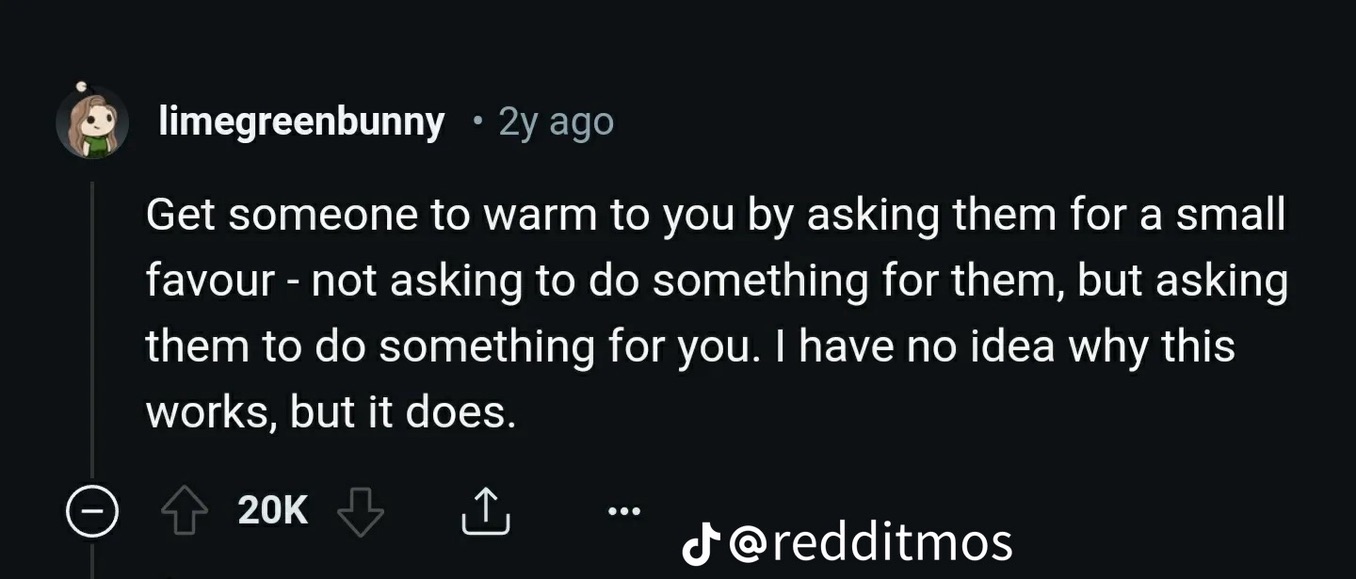 limegreenbunny • 2y ago
Get someone to warm to you by asking them for a small
favour - not asking to do something for them, but asking
them to do something for you. I have no idea why this
works, but it does.
20K
@redditmos